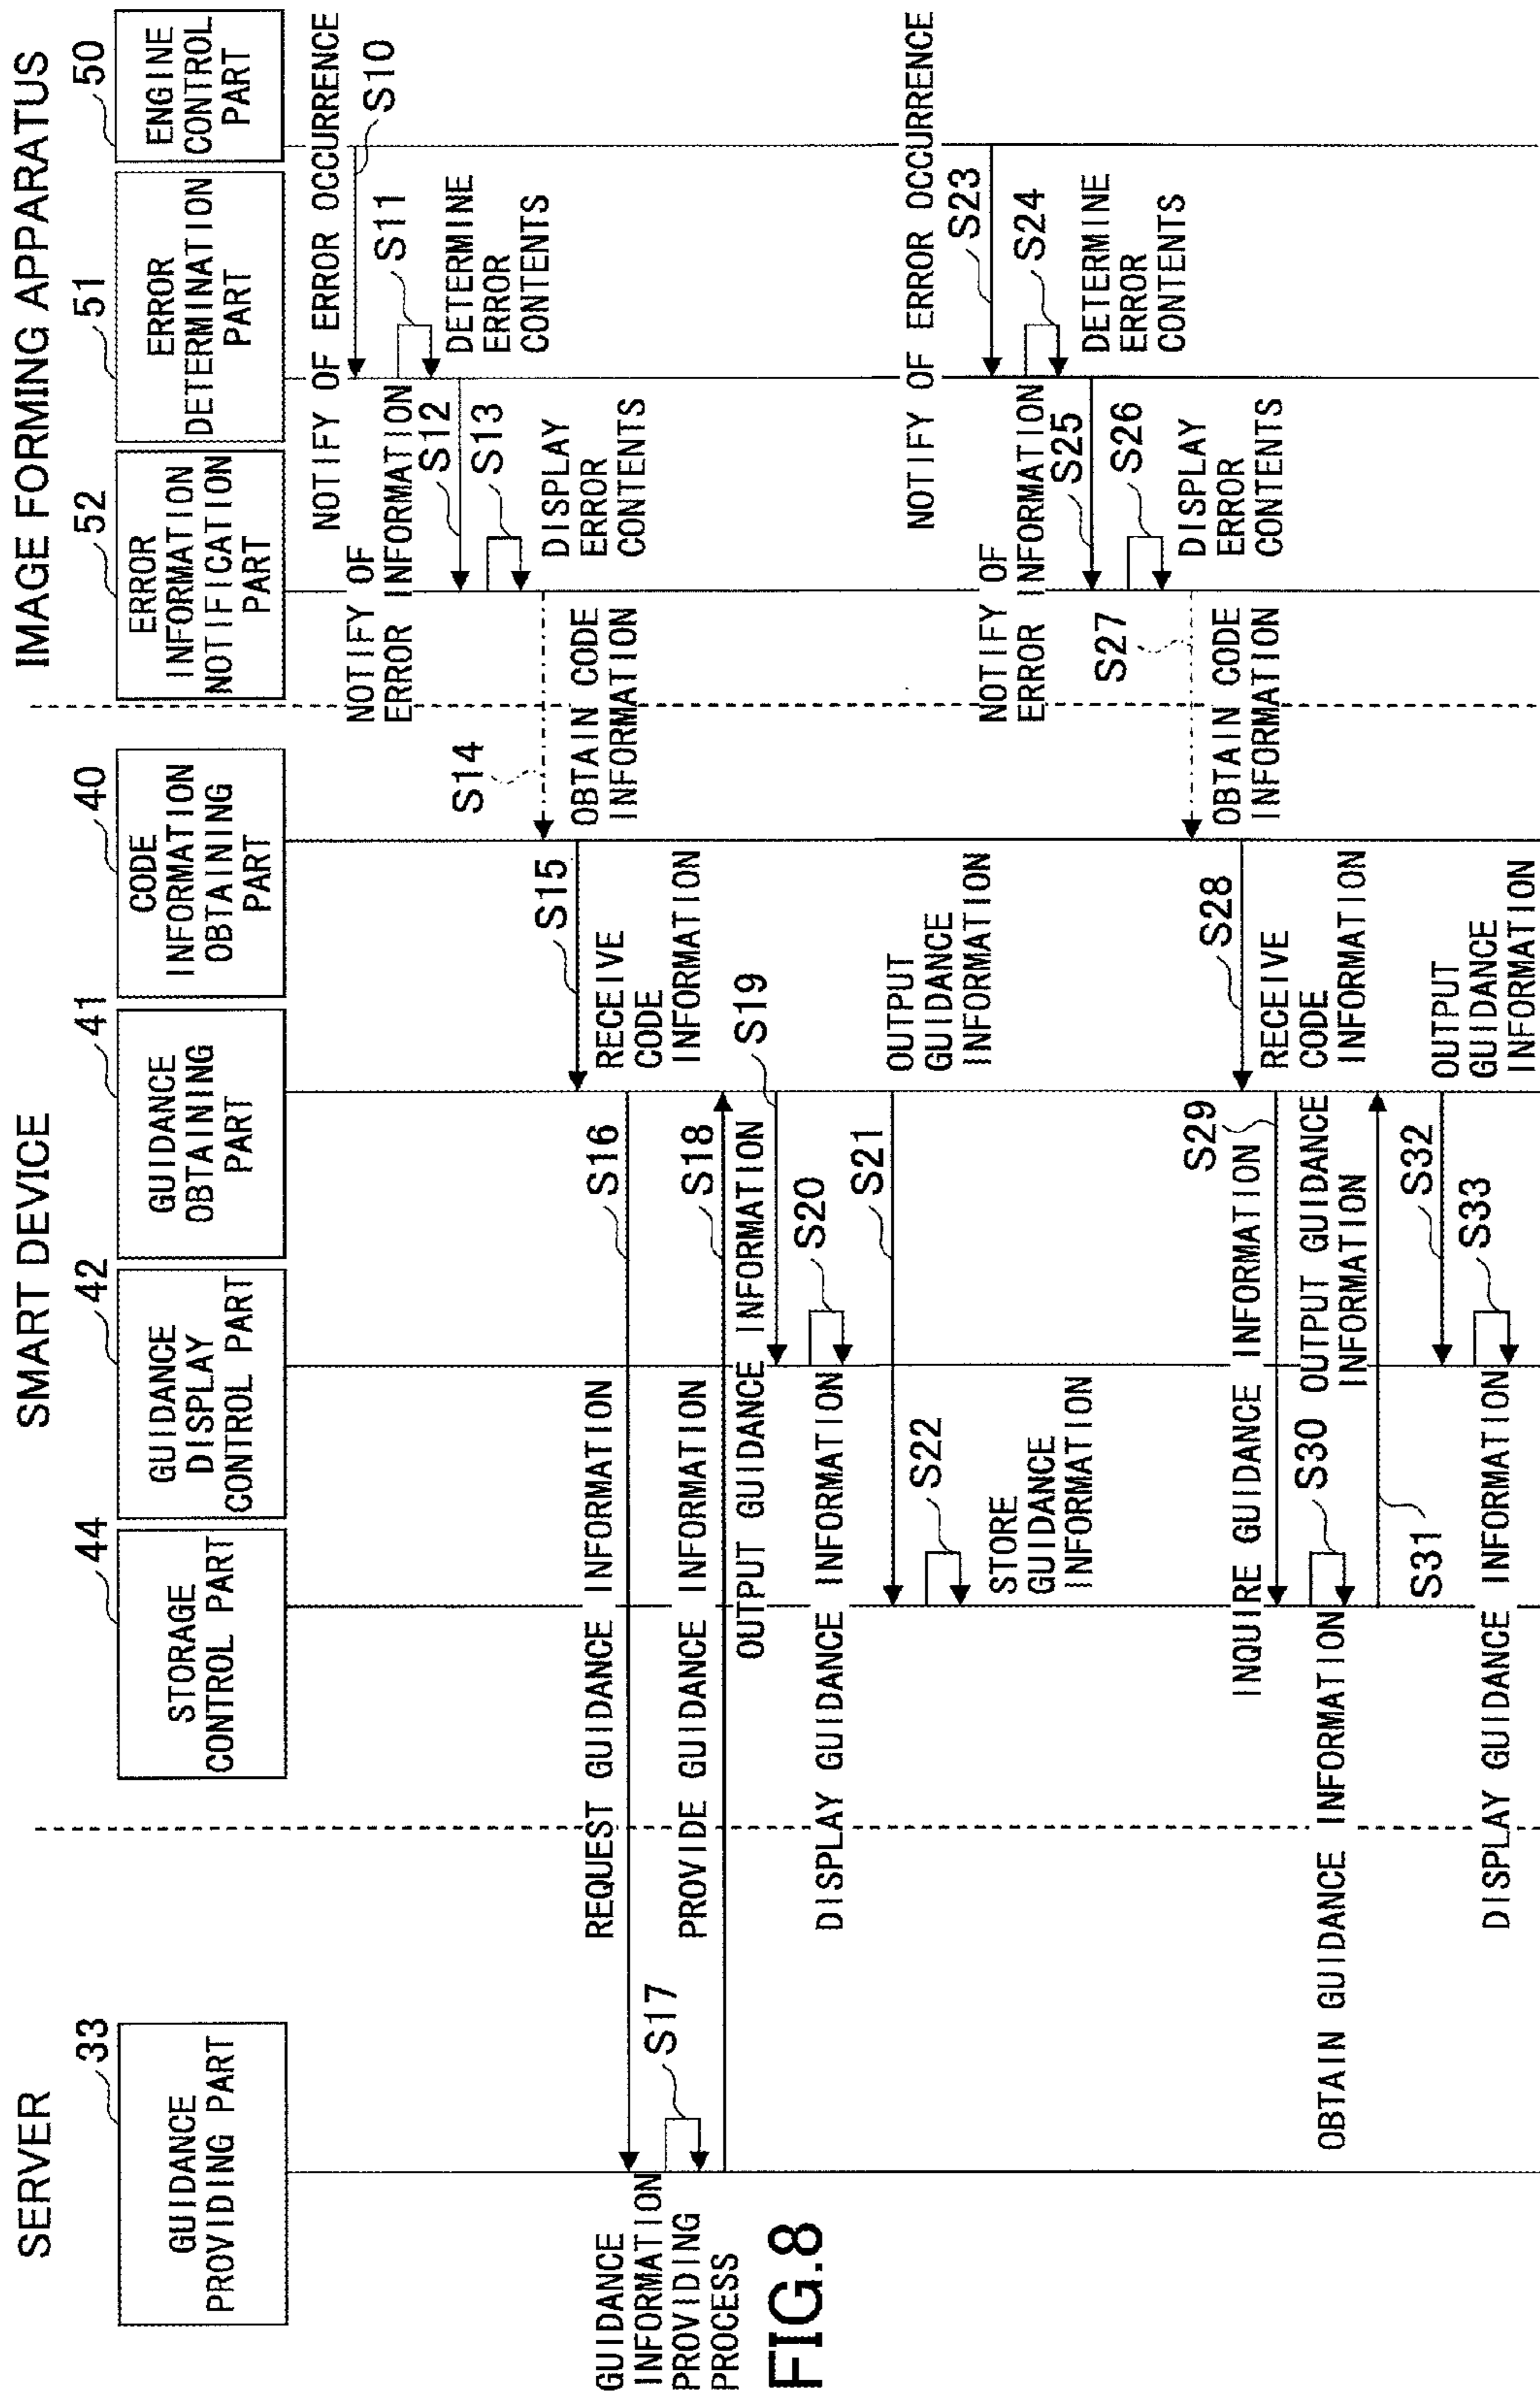 FIG.8
SERVER
SMART DEVICE
IMAGE FORMING APPARATUS
33
44
42
41
40
52
51
50
GUIDANCE
PROVIDING PART
STORAGE
CONTROL PART
GUIDANCE
DISPLAY
CONTROL PART
GUIDANCE
OBTAINING
PART
CODE
INFORMATION
OBTAINING
PART
ERROR
INFORMATION
NOTIFICATION
PART
ERROR
DETERMINATION
PART
ENGINE
CONTROL
PART
NOTIFY OF ERROR OCCURRENCE
S10
S11
DETERMINE
ERROR
CONTENTS
NOTIFY OF
ERROR INFORMATION
S12
S13
DISPLAY
ERROR
CONTENTS
S14
OBTAIN CODE
INFORMATION
S15
RECEIVE
CODE
INFORMATION
REQUEST GUIDANCE INFORMATION
S16
GUIDANCE
INFORMATION
PROVIDING
PROCESS
S17
PROVIDE GUIDANCE INFORMATION
S18
OUTPUT GUIDANCE INFORMATION
S19
DISPLAY GUIDANCE INFORMATION
S20
S21
OUTPUT
GUIDANCE
INFORMATION
S22
STORE
GUIDANCE
INFORMATION
NOTIFY OF ERROR OCCURRENCE
S23
S24
DETERMINE
ERROR
CONTENTS
NOTIFY OF
ERROR INFORMATION
S25
S26
DISPLAY
ERROR
CONTENTS
S27
OBTAIN CODE
INFORMATION
S28
RECEIVE
CODE
INFORMATION
INQUIRE GUIDANCE INFORMATION
S29
OBTAIN GUIDANCE INFORMATION
S30
OUTPUT GUIDANCE
INFORMATION
S31
S32
OUTPUT
GUIDANCE
INFORMATION
DISPLAY GUIDANCE INFORMATION
S33